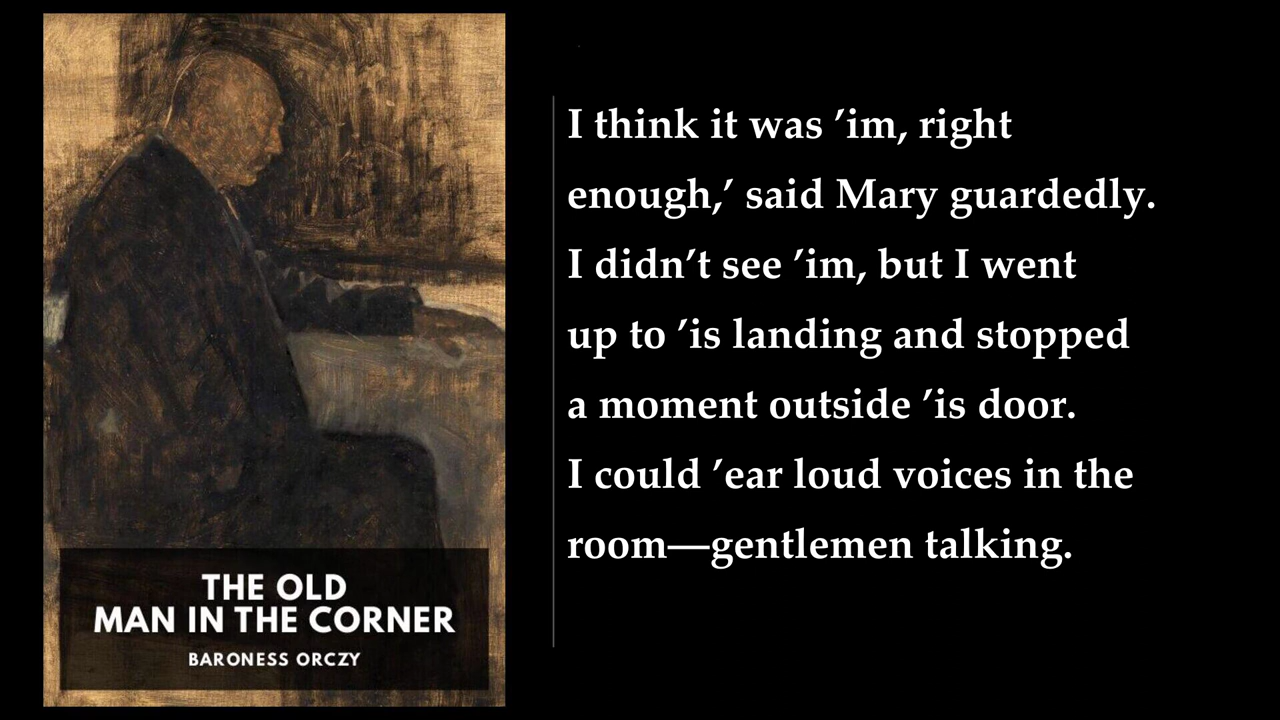 I think it was ’im, right
enough,’ said Mary guardedly.
I didn’t see ’im, but I went
up to ’is landing and stopped
a moment outside ’is door.
I could ’ear loud voices in the
room—gentlemen talking.
THE OLD
MAN IN THE CORNER
BARONESS ORCZY